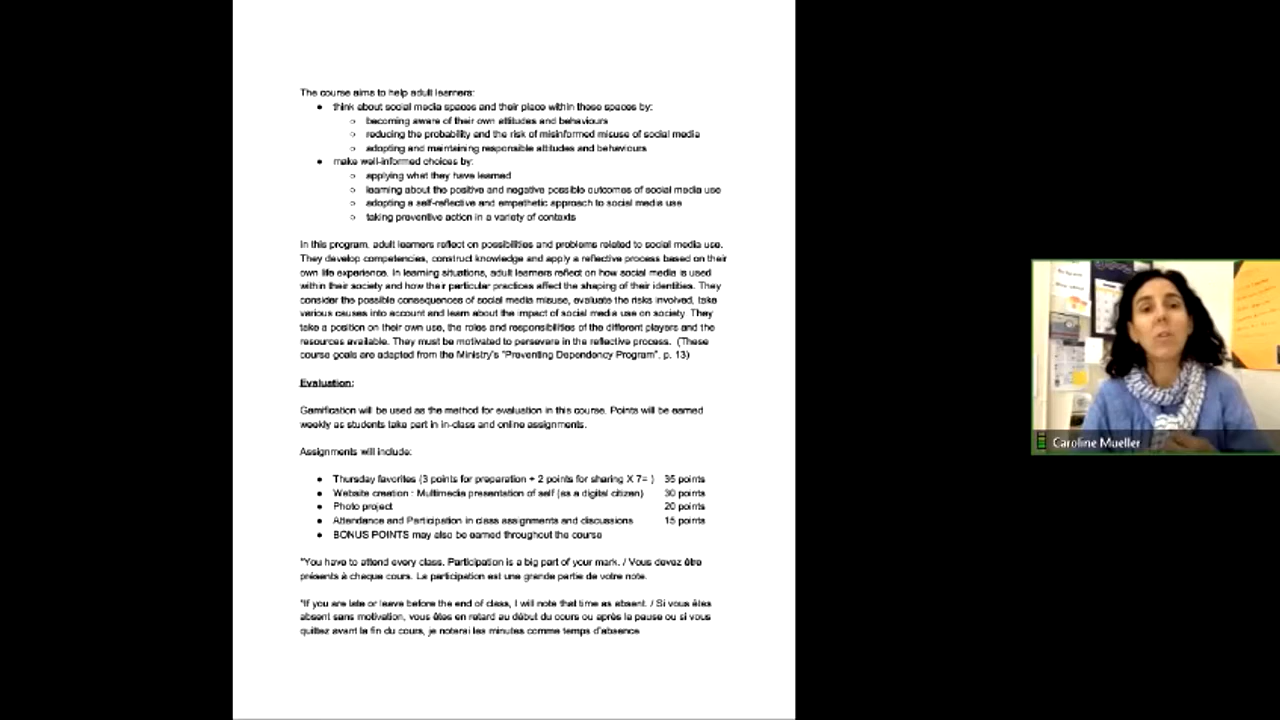 The course aims to help adult learners:
● think about social media spaces and their place within these spaces by:
○ becoming aware of their own attitudes and behaviours
○ reducing the probability and the risk of misinformed misuse of social media
○ adopting and maintaining responsible attitudes and behaviours
● make well-informed choices by:
○ applying what they have learned
○ learning about the positive and negative possible outcomes of social media use
○ adopting a self-reflective and empathetic approach to social media use
○ taking preventive action in a variety of contexts
In this program, adult learners reflect on possibilities and problems related to social media use.
They develop competencies, construct knowledge and apply a reflective process based on their
own life experience. In learning situations, adult learners reflect on how social media is used
within their society and how their particular practices affect the shaping of their identities. They
consider the possible consequences of social media misuse, evaluate the risks involved, take
various causes into account and learn about the impact of social media use on society. They
take a position on their own use, the roles and responsibilities of the different players and the
resources available. They must be motivated to persevere in the reflective process. (These
course goals are adapted from the Ministry's "Preventing Dependency Program", p. 13)
Evaluation:
Gamification will be used as the method for evaluation in this course. Points will be earned
weekly as students take part in in-class and online assignments.
Assignments will include:
● Thursday favorites (3 points for preparation + 2 points for sharing X 7= ) 35 points
● Website creation : Multimedia presentation of self (as a digital citizen) 30 points
● Photo project 20 points
● Attendance and Participation in class assignments and discussions 15 points
● BONUS POINTS may also be earned throughout the course
*You have to attend every class. Participation is a big part of your mark. / Vous devez être
présents à chaque cours. La participation est une grande partie de votre note.
*If you are late or leave before the end of class, I will note that time as absent. / Si vous êtes
absent sans motivation, vous êtes en retard au début du cours ou après la pause ou si vous
quittez avant la fin du cours, je noterai les minutes comme temps d'absence
Caroline Mueller